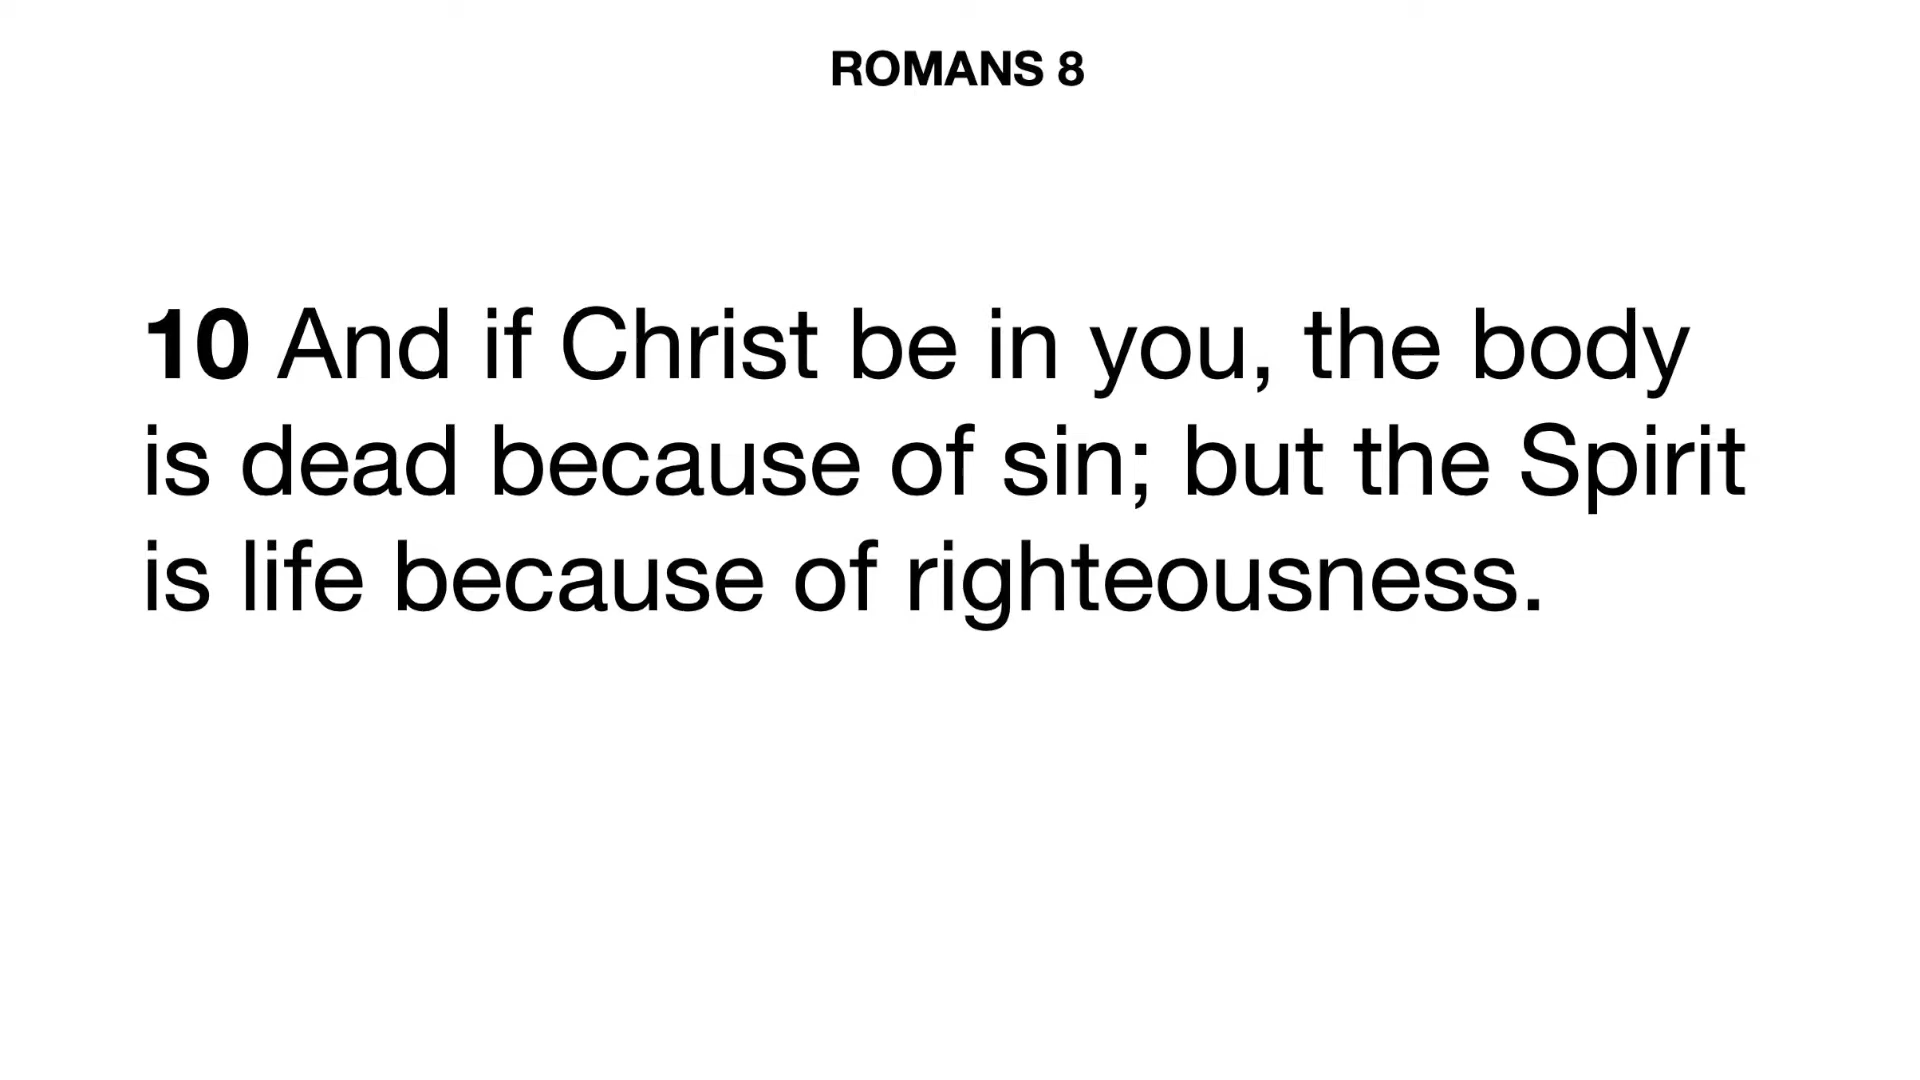 ROMANS 8
10 And if Christ be in you, the body
is dead because of sin; but the Spirit
is life because of righteousness.